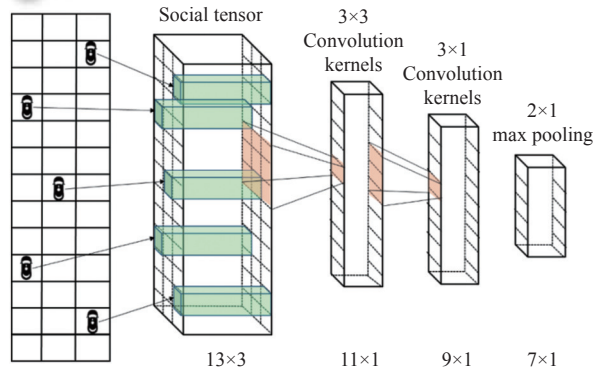 Social tensor
3×3
Convolution
kernels
3×1
Convolution
kernels
2×1
max pooling
13×3
11×1
9×1
7×1